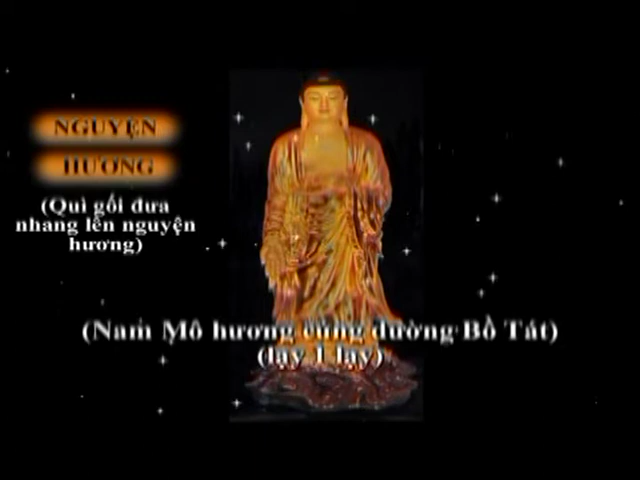 NGUYỆN
HƯƠNG
(Quì gối đưa
nhang lên nguyện
hương)
(Nam Mô hương cúng dường Bồ Tát)
(lạy 1 lạy)